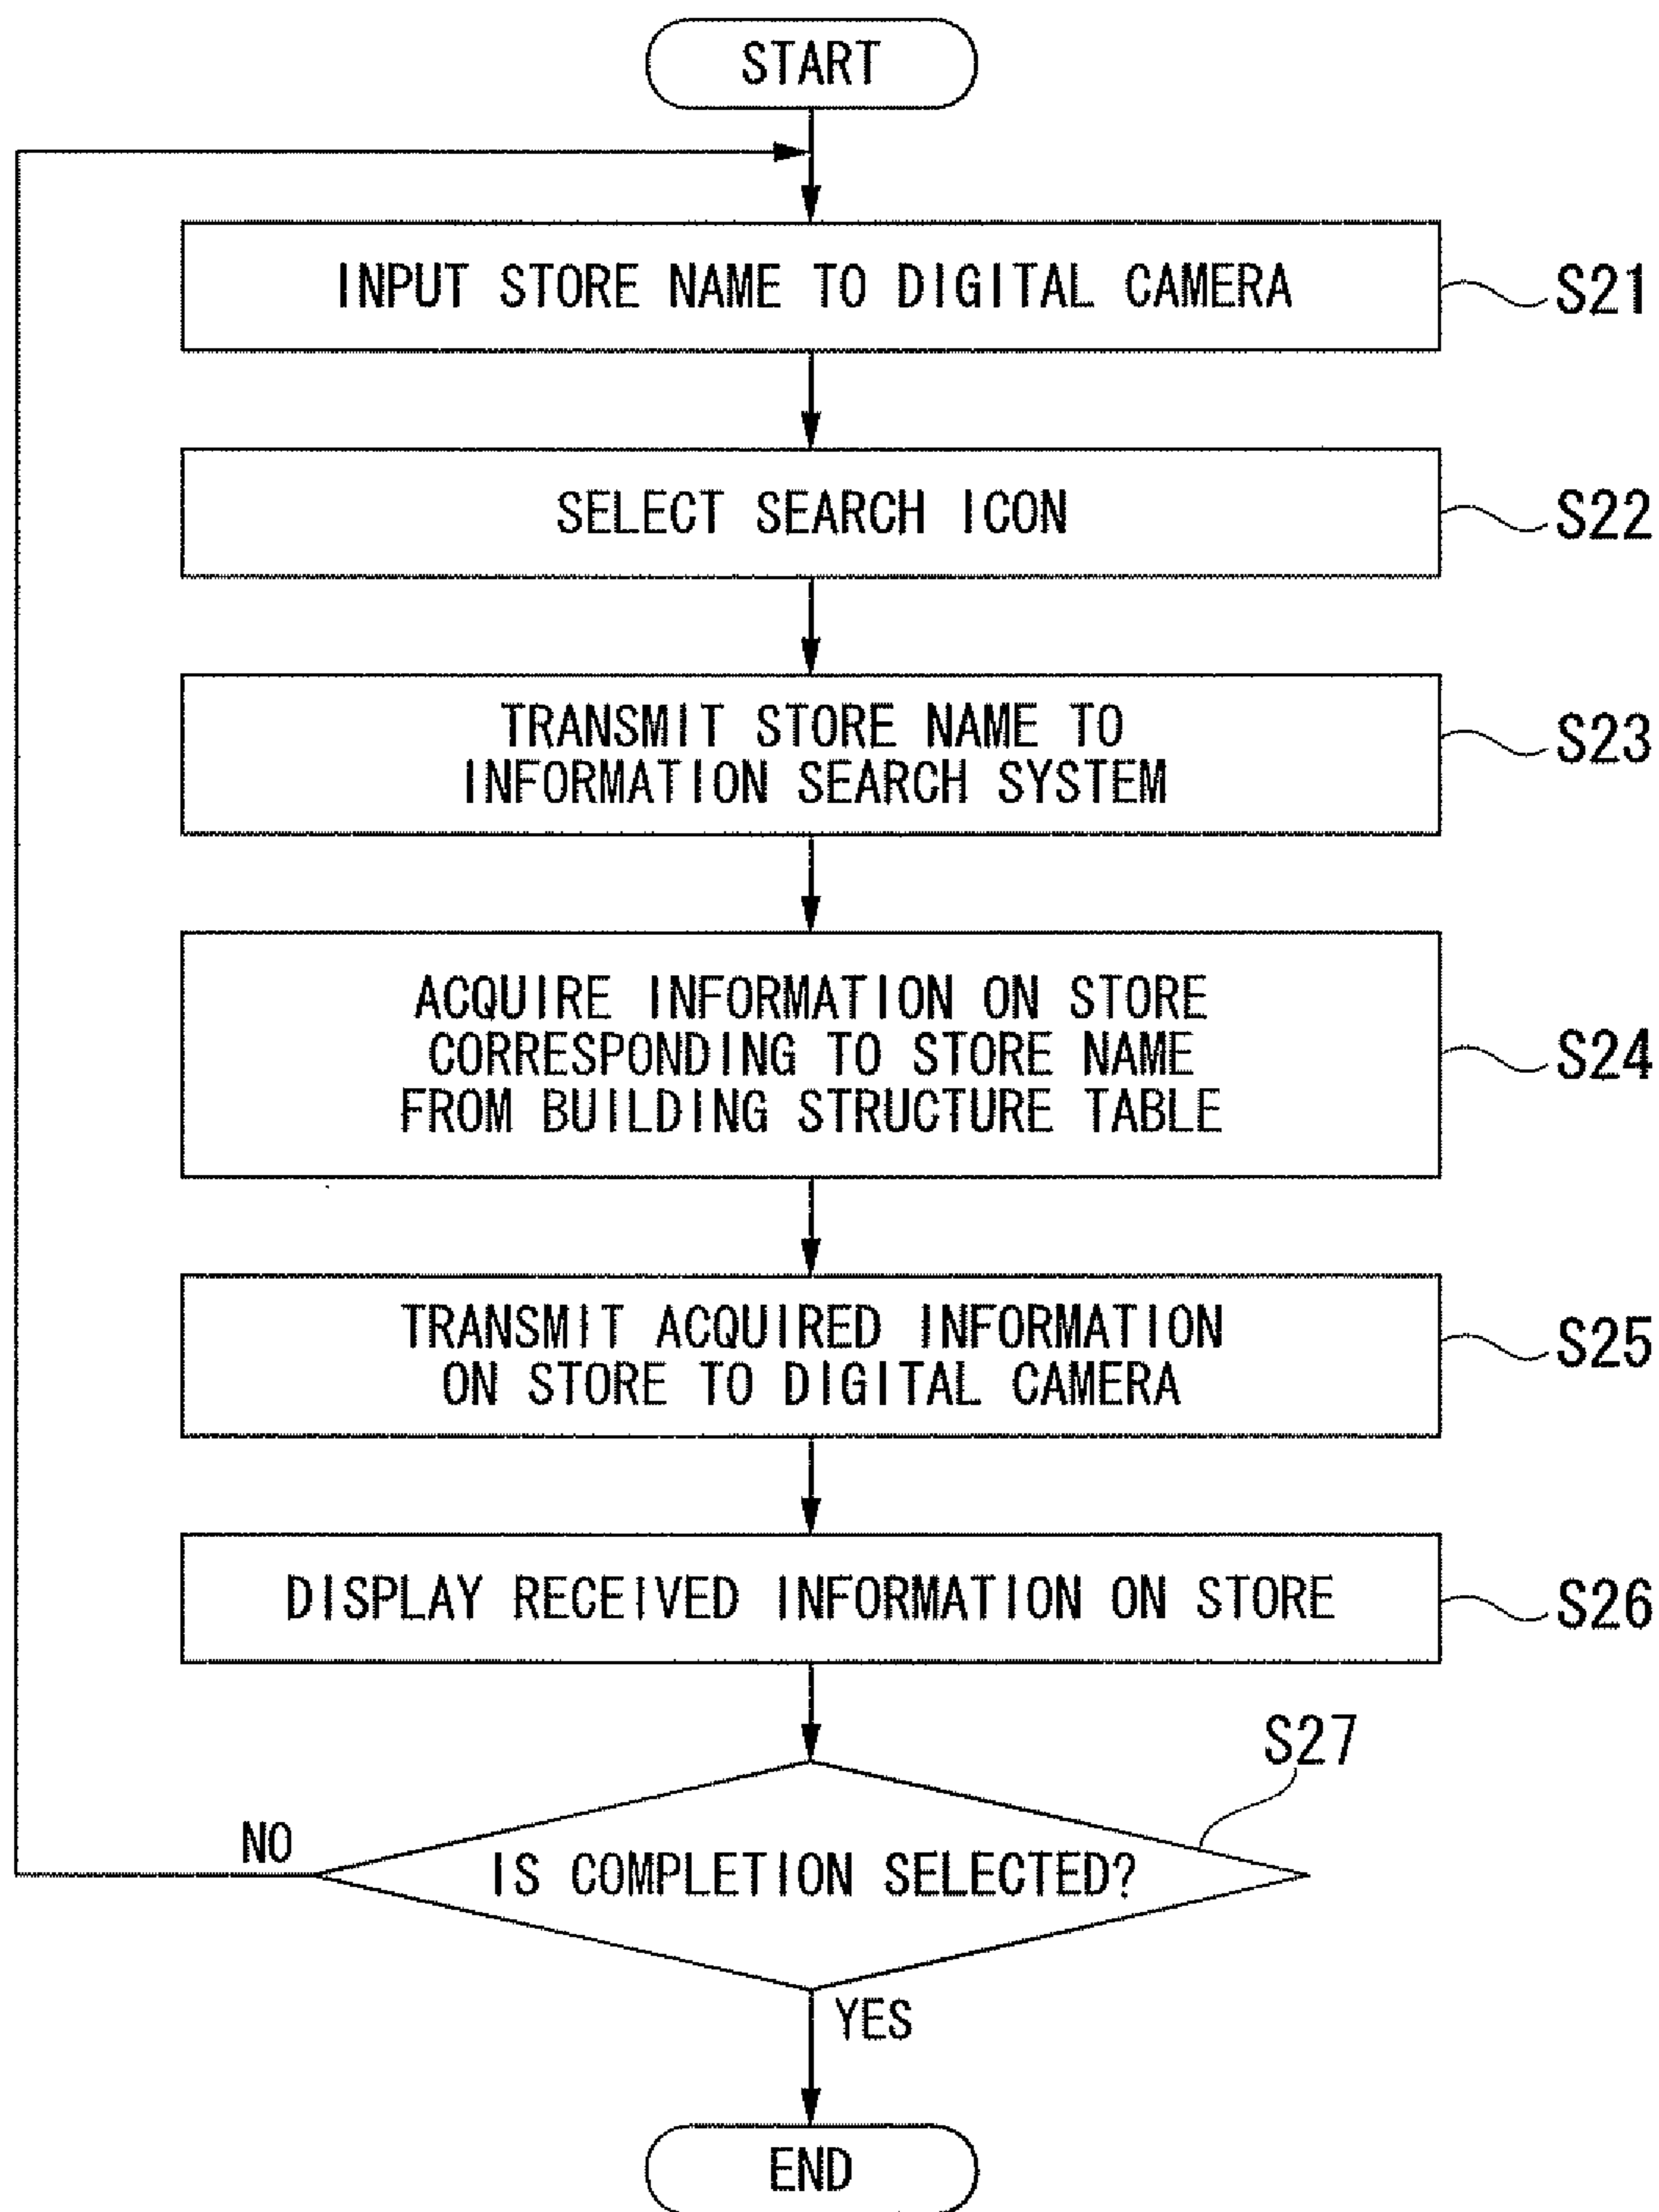 START
INPUT STORE NAME TO DIGITAL CAMERA
S21
SELECT SEARCH ICON
S22
TRANSMIT STORE NAME TO
INFORMATION SEARCH SYSTEM
S23
ACQUIRE INFORMATION ON STORE
CORRESPONDING TO STORE NAME
FROM BUILDING STRUCTURE TABLE
S24
TRANSMIT ACQUIRED INFORMATION
ON STORE TO DIGITAL CAMERA
S25
DISPLAY RECEIVED INFORMATION ON STORE
S26
S27
NO
IS COMPLETION SELECTED?
YES
END